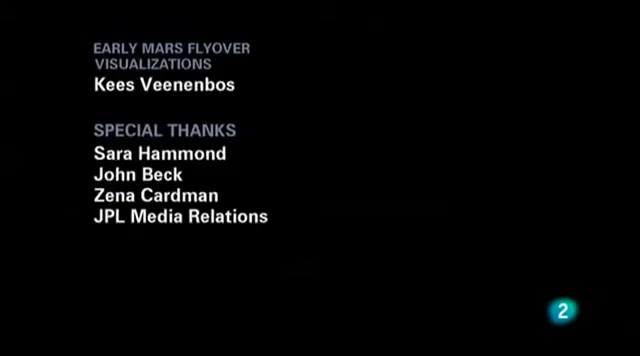 EARLY MARS FLYOVER
VISUALIZATIONS
Kees Veenenbos
SPECIAL THANKS
Sara Hammond
John Beck
Zena Cardman
JPL Media Relations
2